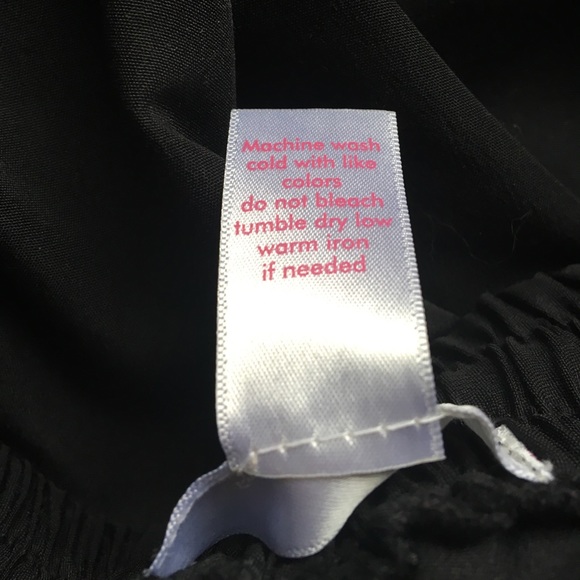 Machine wash
cold with like
colors
do not bleach
tumble dry low
warm iron
if needed